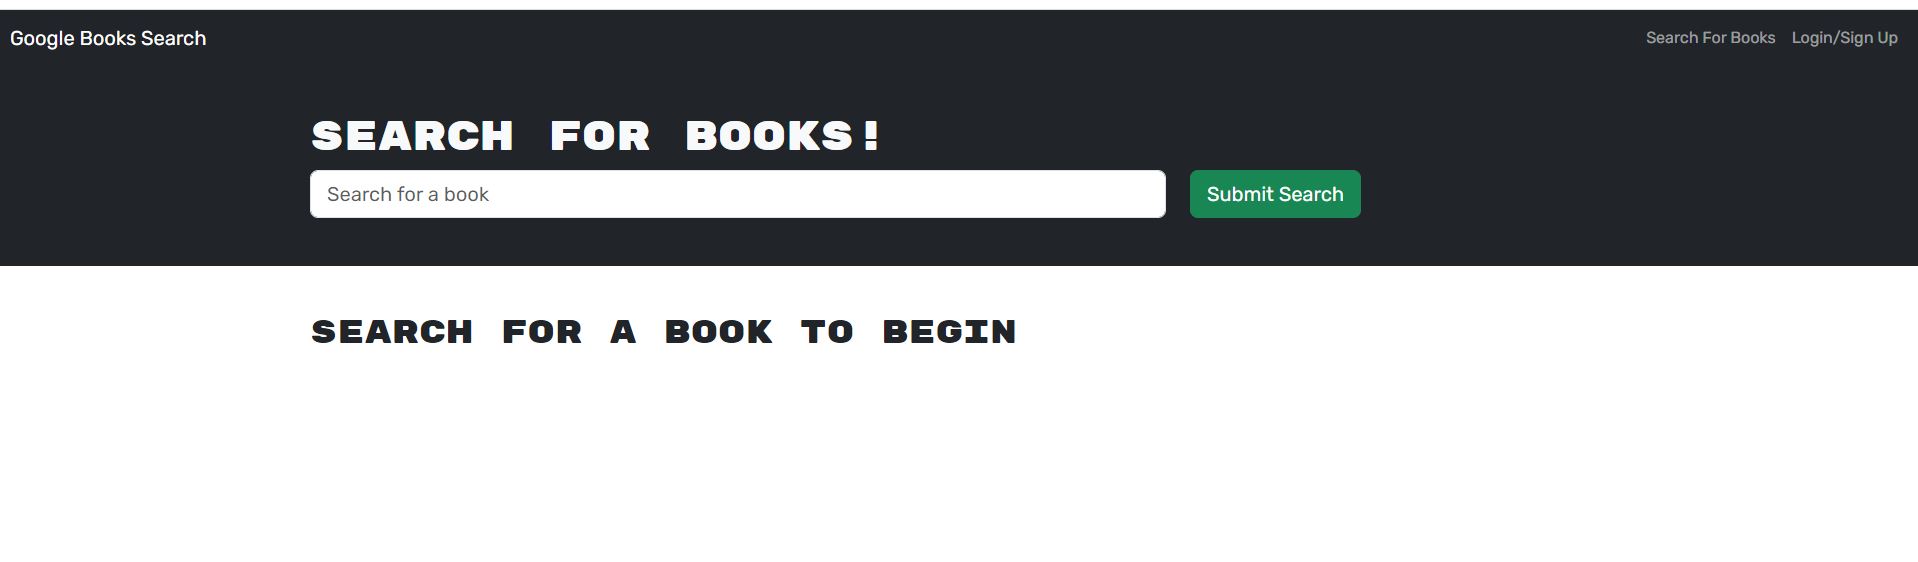 Google Books Search
Search For Books Login/Sign Up
SEARCH FOR BOOKS!
Search for a book
Submit Search
SEARCH FOR A BOOK TO BEGIN